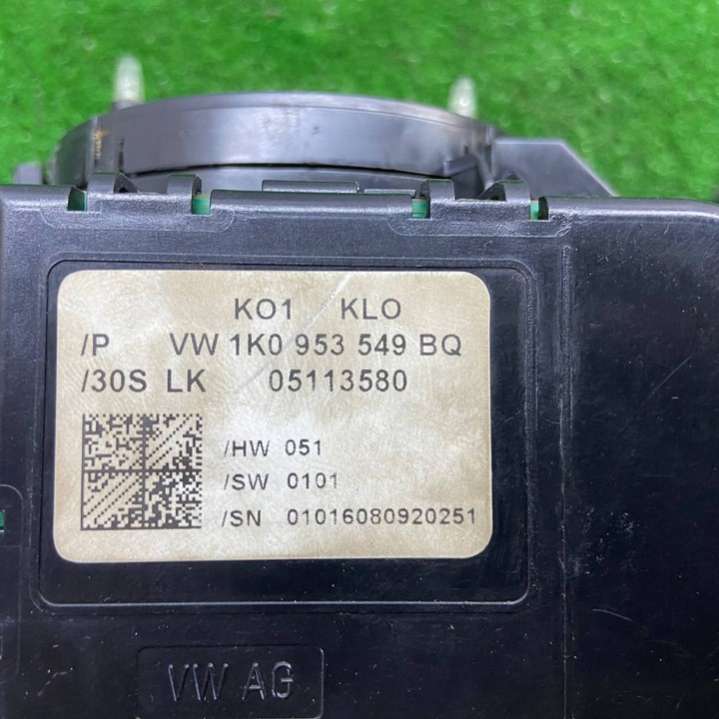 KO1 KLO
/P VW 1K0 953 549 BQ
/30S LK 05113580
/HW 051
/SW 0101
/SN 01016080920251
VW AG